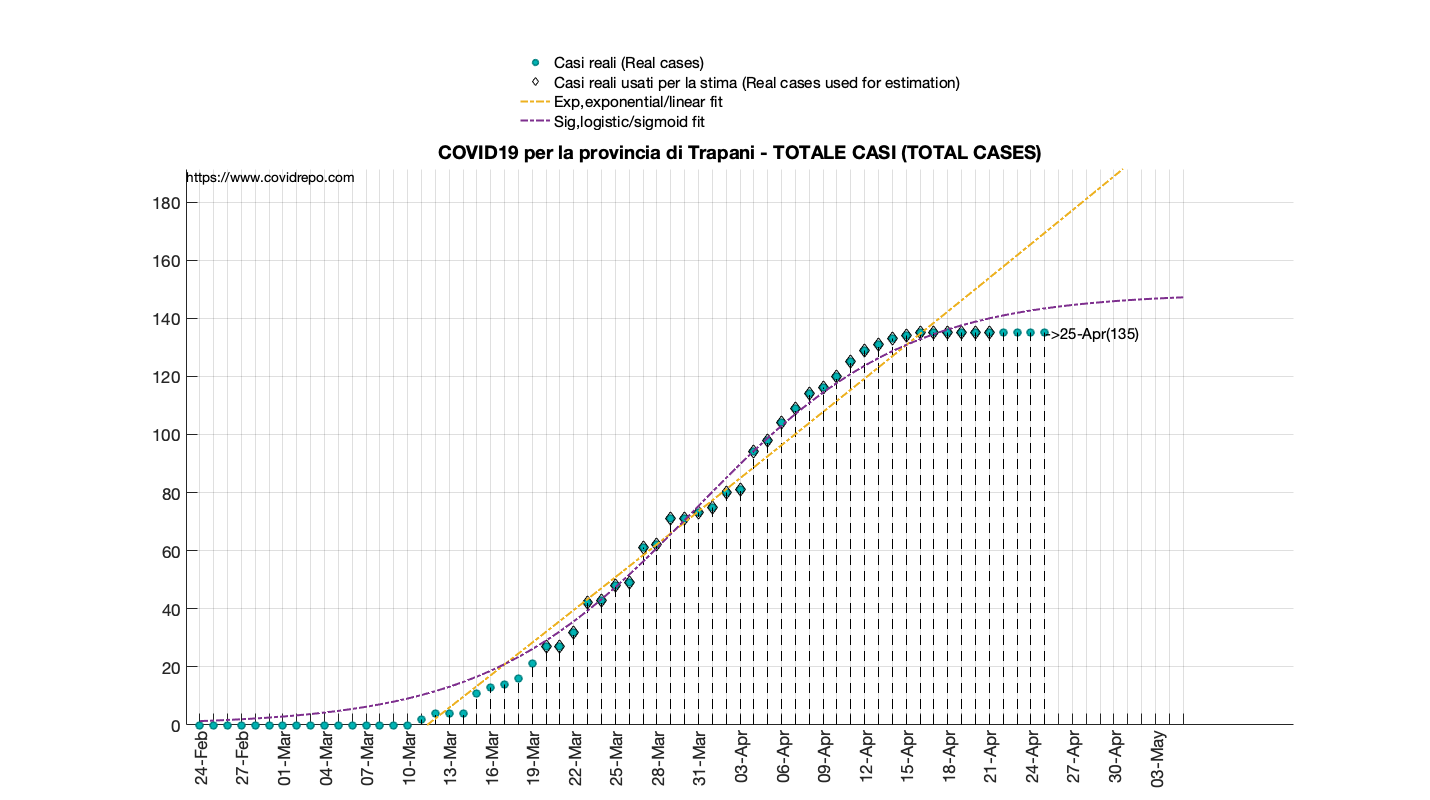 Casi reali (Real cases)
Casi reali usati per la stima (Real cases used for estimation)
Exp,exponential/linear fit
Sig,logistic/sigmoid fit
COVID19 per la provincia di Trapani - TOTALE CASI (TOTAL CASES)
https://www.covidrepo.com
180
160
140
120
100
80
60
40
20
0
->25-Apr(135)
24-Feb
27-Feb
01-Mar
04-Mar
07-Mar
10-Mar
13-Mar
16-Mar
19-Mar
22-Mar
25-Mar
28-Mar
31-Mar
03-Apr
06-Apr
09-Apr
12-Apr
15-Apr
18-Apr
21-Apr
24-Apr
27-Apr
30-Apr
03-May